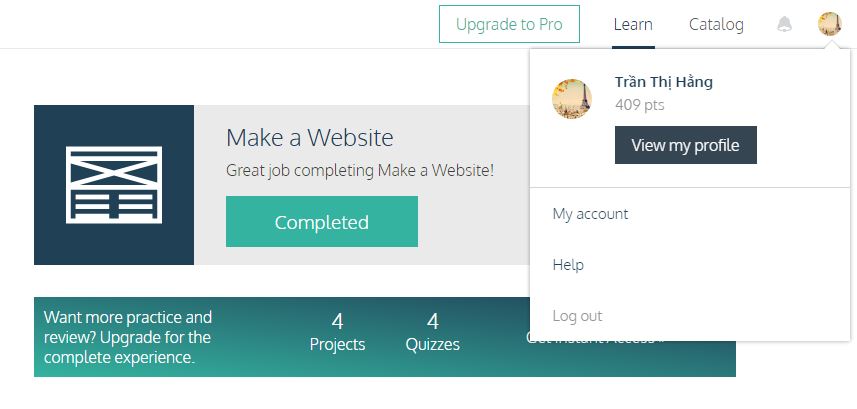 Upgrade to Pro
Learn
Catalog
Trần Thị Hằng
409 pts
View my profile
My account
Help
Log out
Make a Website
Great job completing Make a Website!
Completed
Want more practice and
review? Upgrade for the
complete experience.
4
Projects
4
Quizzes
Get Instant Access